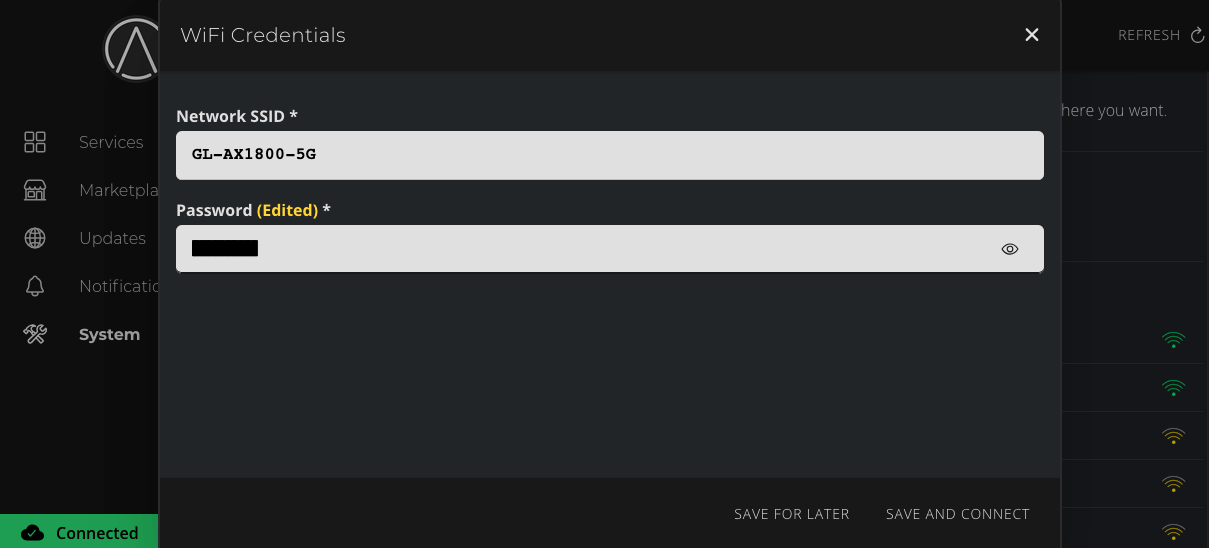 WiFi Credentials
REFRESH
here you want.
Network SSID *
GL-AX1800-5G
Password (Edited) *
Services
Marketpla
Updates
Notificatio
System
SAVE FOR LATER
SAVE AND CONNECT
Connected